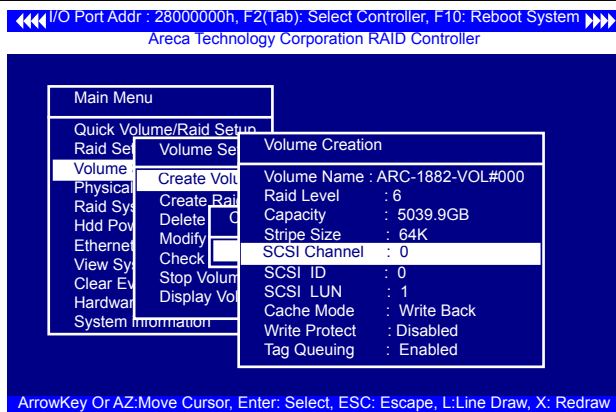 I/O Port Addr : 28000000h, F2(Tab): Select Controller, F10: Reboot System
Areca Technology Corporation RAID Controller
Main Menu
Quick Volume/Raid Setup
Raid Set
Volume
Physical
Raid Sys
Hdd Pow
Ethernet
View Sys
Clear Ev
Hardwar
System Information
Volume Se
Create Volu
Create Rai
Delete
Modify
Check
Stop Volum
Display Vol
C
Volume Creation
Volume Name : ARC-1882-VOL#000
Raid Level : 6
Capacity : 5039.9GB
Stripe Size : 64K
SCSI Channel : 0
SCSI ID : 0
SCSI LUN : 1
Cache Mode : Write Back
Write Protect : Disabled
Tag Queuing : Enabled
ArrowKey Or AZ:Move Cursor, Enter: Select, ESC: Escape, L:Line Draw, X: Redraw